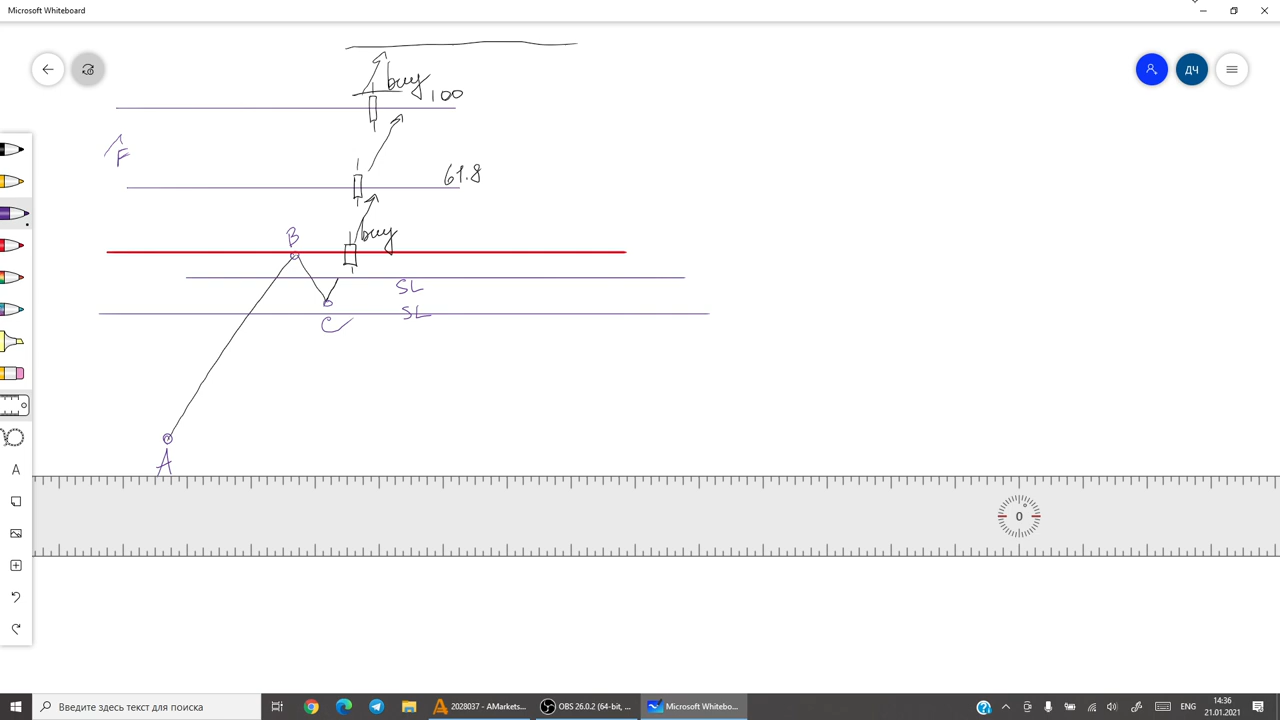 Microsoft Whiteboard
ДЧ
buy
100
F
61.8
B
buy
SL
SL
C
A
A
0°
Введите здесь текст для поиска
2028037 - AMarkets...
OBS 26.0.2 (64-bit, ...
Microsoft Whitebo...
ENG
14:36
21.01.2021